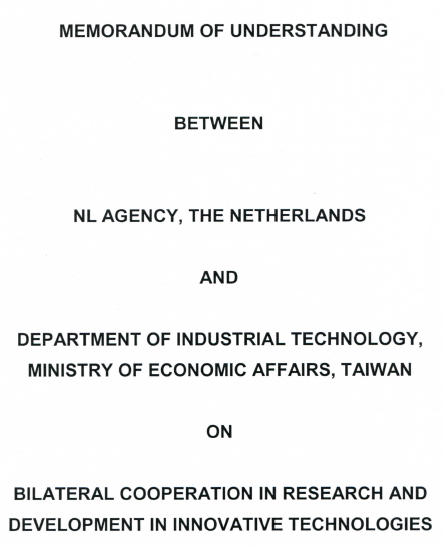 MEMORANDUM OF UNDERSTANDING
BETWEEN
NL AGENCY, THE NETHERLANDS
AND
DEPARTMENT OF INDUSTRIAL TECHNOLOGY,
MINISTRY OF ECONOMIC AFFAIRS, TAIWAN
ON
BILATERAL COOPERATION IN RESEARCH AND
DEVELOPMENT IN INNOVATIVE TECHNOLOGIES